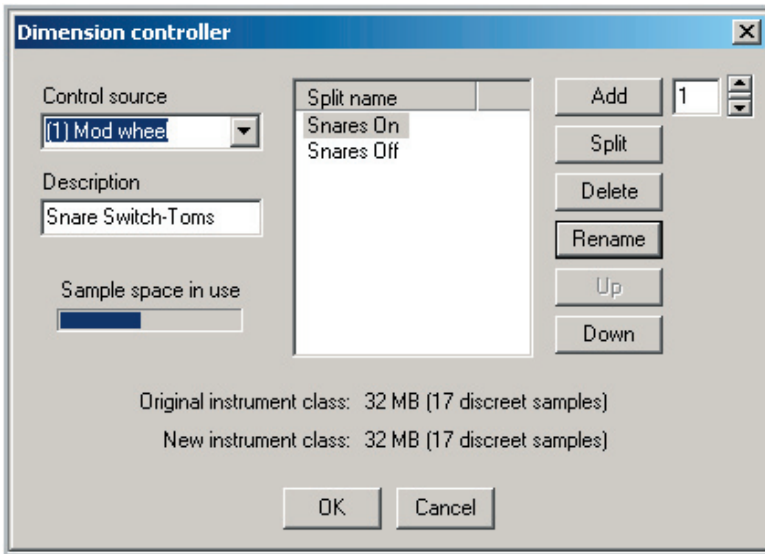 Dimension controller
Control source
(1) Mod wheel
Description
Snare Switch-Toms
Sample space in use
Split name
Snares On
Snares Off
Add
1
Split
Delete
Rename
Up
Down
Original instrument class: 32 MB (17 discreet samples)
New instrument class: 32 MB (17 discreet samples)
OK
Cancel